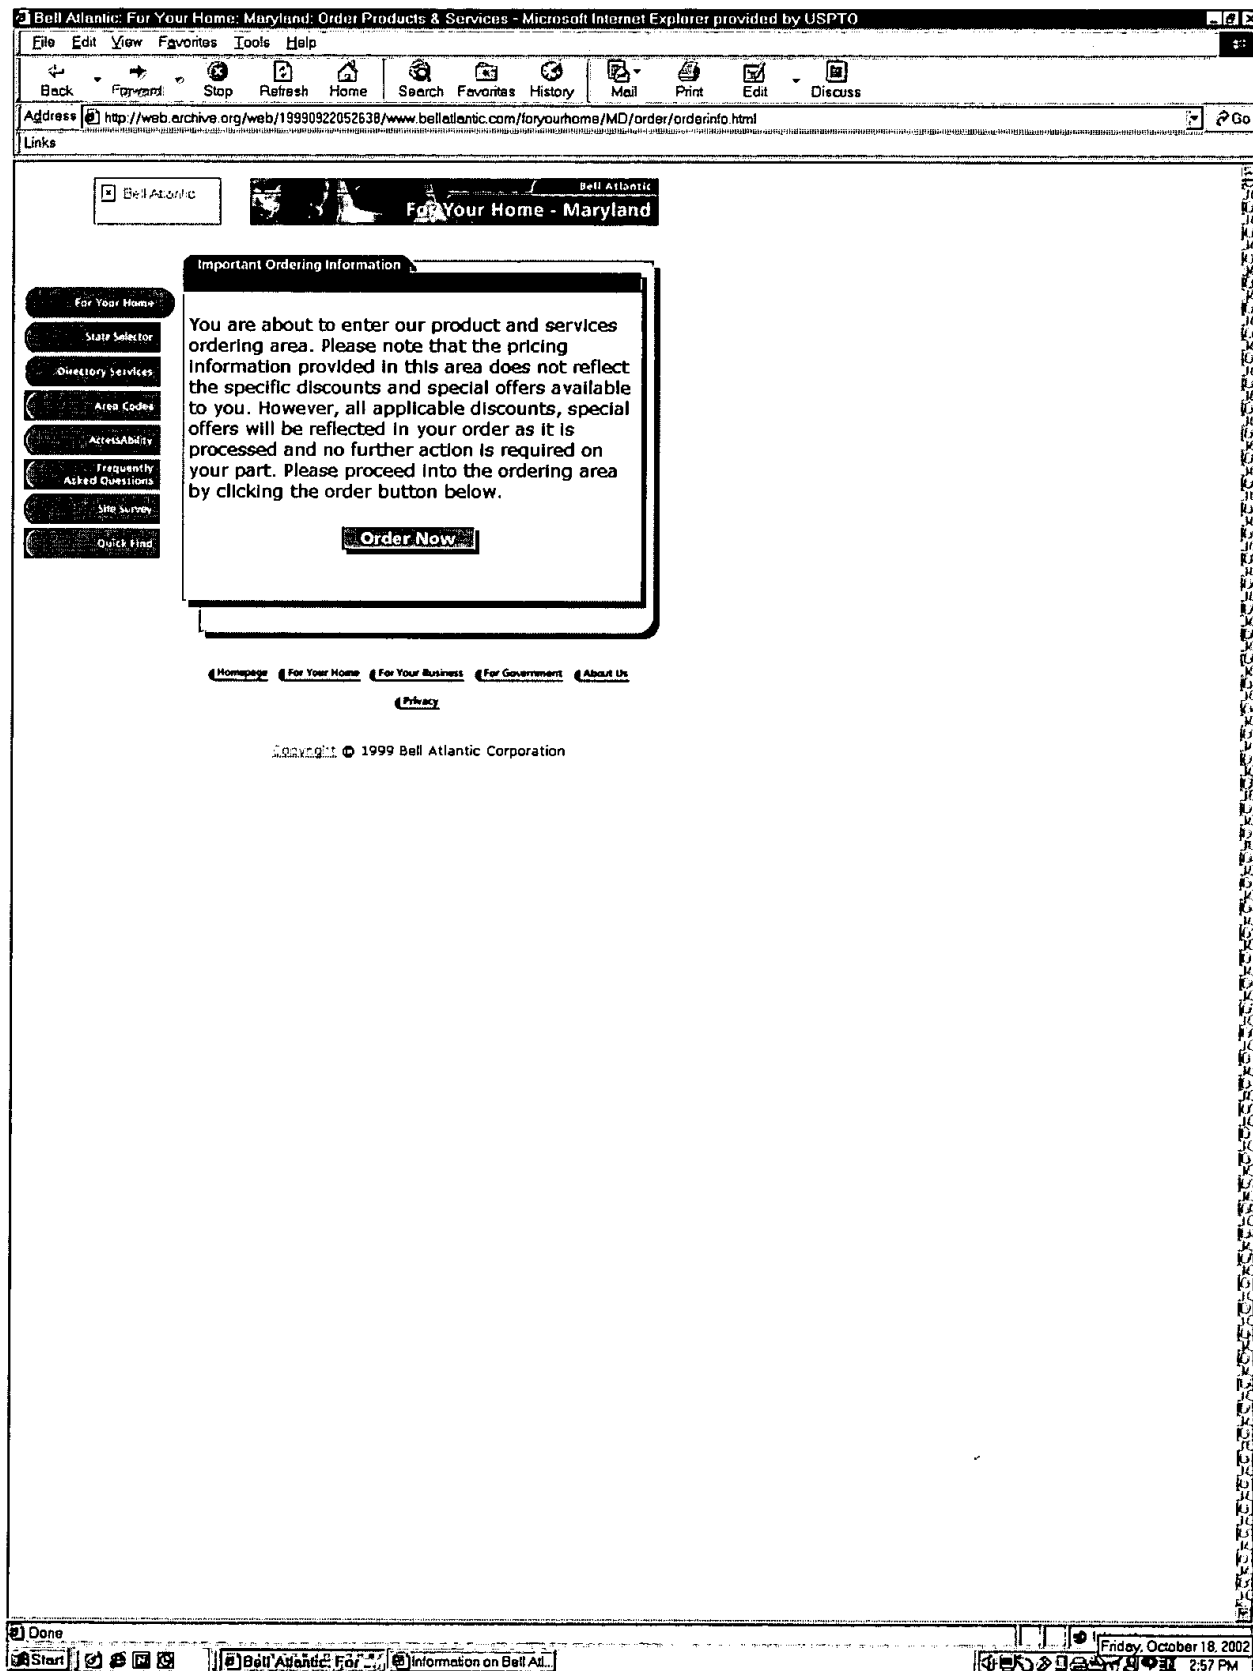 Bell Atlantic: For Your Home: Maryland: Order Products & Services - Microsoft Internet Explorer provided by USPTO
File Edit View Favorites Tools Help
Back Forward Stop Refresh Home Search Favorites History Mail Print Edit Discuss
Address http://web.archive.org/web/19990922052638/www.bellatlantic.com/foryourhome/MD/order/orderinfo.html Go
Links
Bell Atlantic
Bell Atlantic
For Your Home - Maryland
Important Ordering Information
For Your Home
State Selector
Directory Services
Area Codes
AccessAbility
Frequently
Asked Questions
Site Survey
Quick Find
You are about to enter our product and services
ordering area. Please note that the pricing
information provided in this area does not reflect
the specific discounts and special offers available
to you. However, all applicable discounts, special
offers will be reflected in your order as it is
processed and no further action is required on
your part. Please proceed into the ordering area
by clicking the order button below.
Order Now
Homepage For Your Home For Your Business For Government About Us
Privacy
Copyright © 1999 Bell Atlantic Corporation
Done
Friday, October 18, 2002
Start Bell Atlantic: For Information on Bell Atl... 2:57 PM